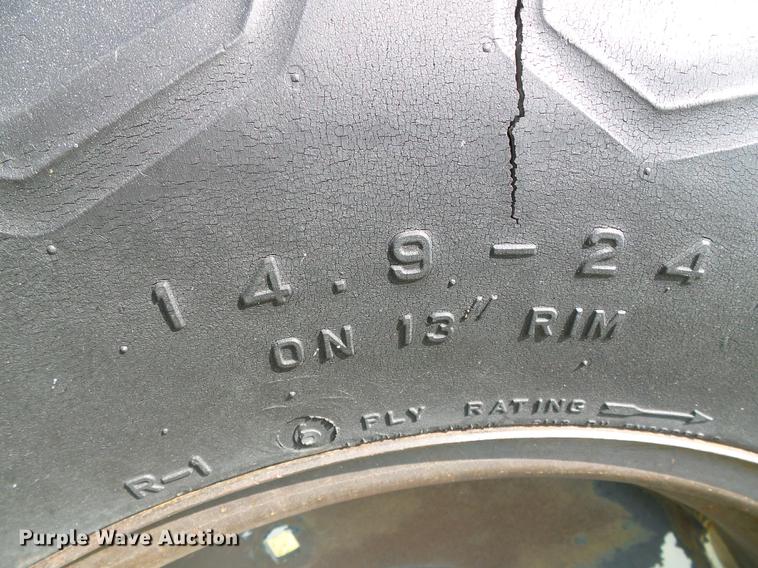 14.9-24
ON 13" RIM
6 PLY RATING
R-1
Purple Wave Auction